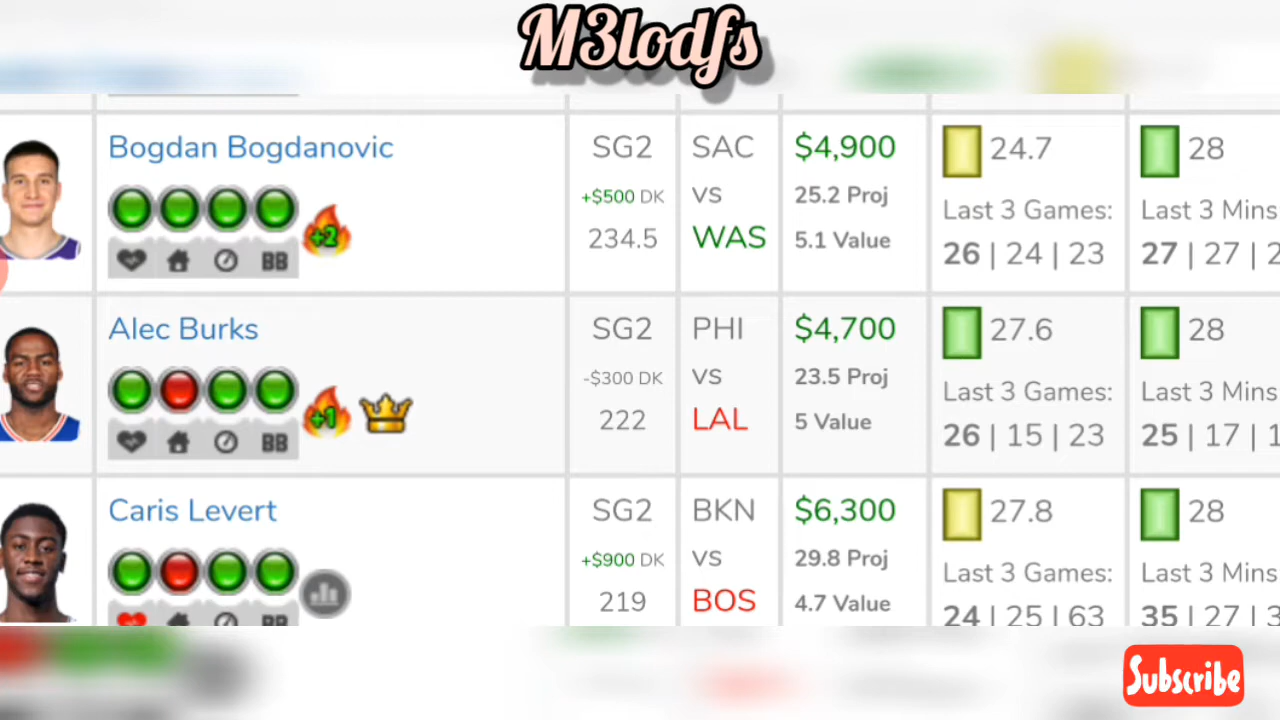 M3lodfs
Bogdan Bogdanovic SG2 SAC $4,900 24.7 28
+$500 DK vs 25.2 Proj Last 3 Games: Last 3 Mins
+2 234.5 WAS 5.1 Value 26 | 24 | 23 27 | 27 |
BB
Alec Burks SG2 PHI $4,700 27.6 28
-$300 DK vs 23.5 Proj Last 3 Games: Last 3 Mins
+1 222 LAL 5 Value 26 | 15 | 23 25 | 17 |
BB
Caris Levert SG2 BKN $6,300 27.8 28
+$900 DK vs 29.8 Proj Last 3 Games: Last 3 Mins
219 BOS 4.7 Value 24 | 25 | 63 35 | 27 |
BB
Subscribe